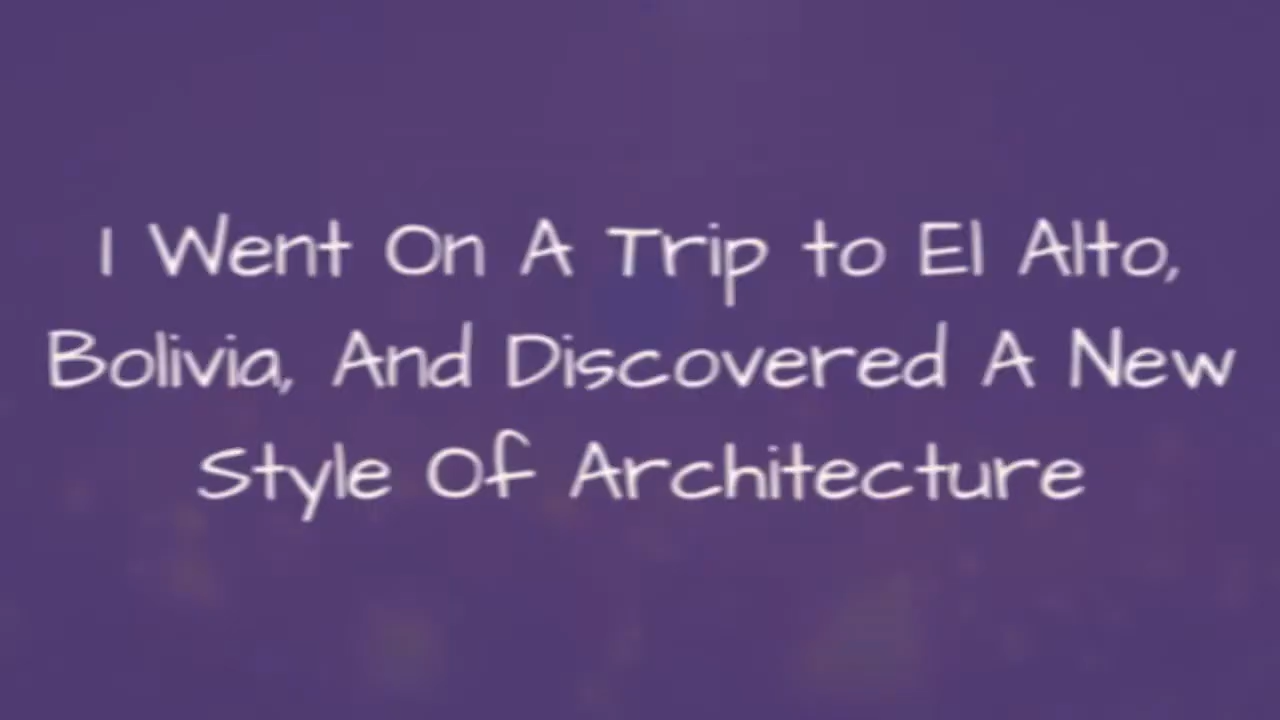 I Went On A Trip to El Alto,
Bolivia, And Discovered A New
Style Of Architecture